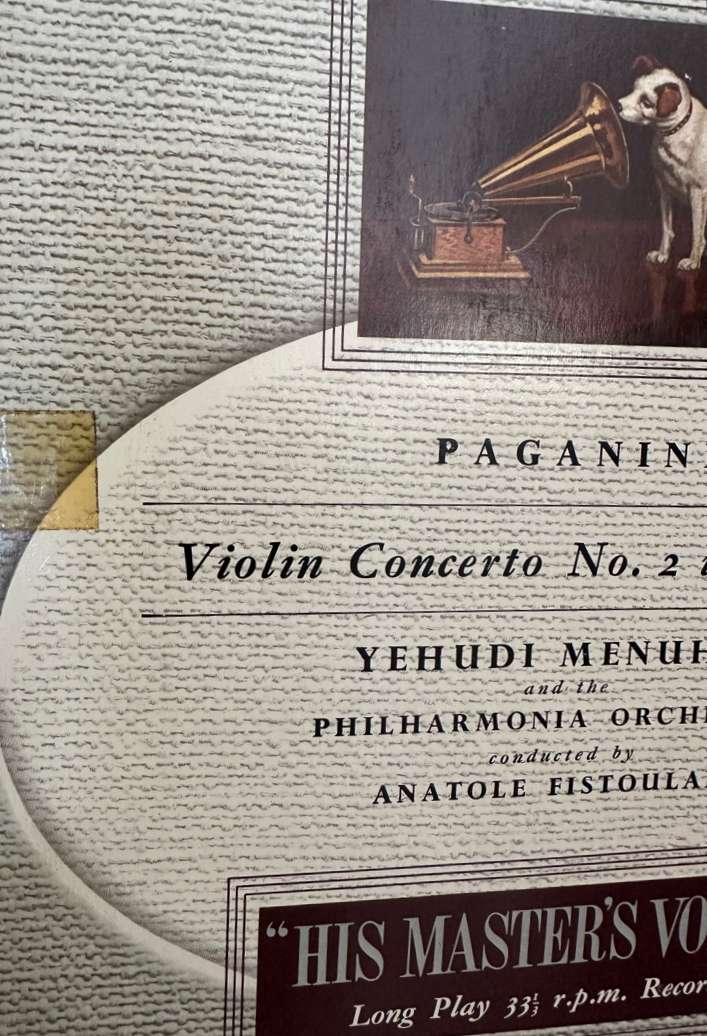 PAGANIN
Violin Concerto No. 2
YEHUDI MENUH
and the
PHILHARMONIA ORCH
conducted by
ANATOLE FISTOULA
"HIS MASTER'S VO
Long Play 33⅓ r.p.m. Recor